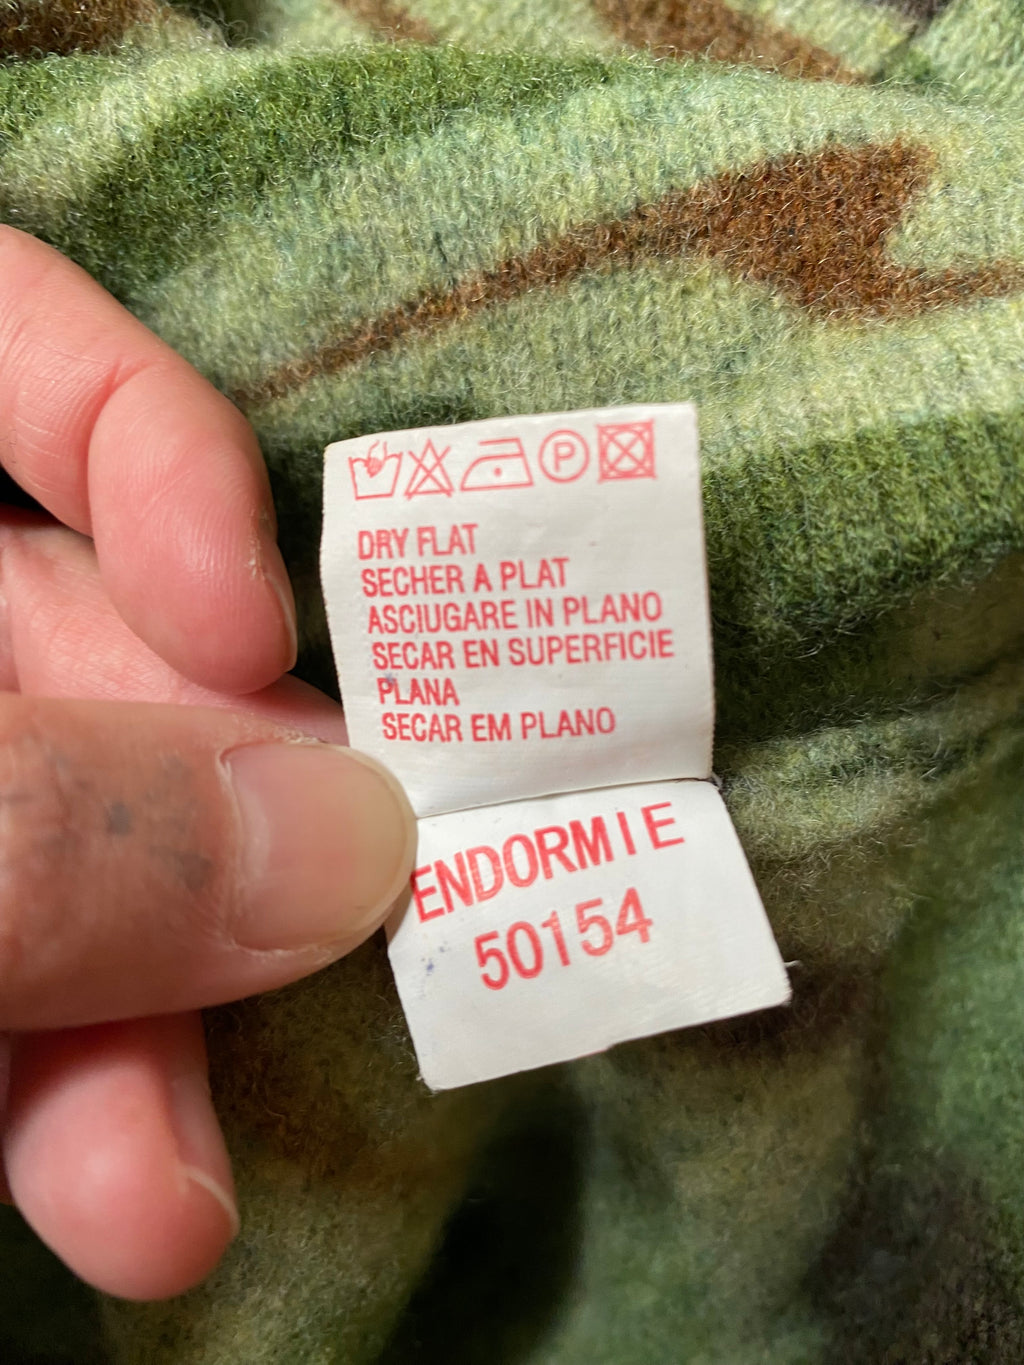 P
DRY FLAT
SECHER A PLAT
ASCIUGARE IN PLANO
SECAR EN SUPERFICIE
PLANA
SECAR EM PLANO
ENDORMIE
50154